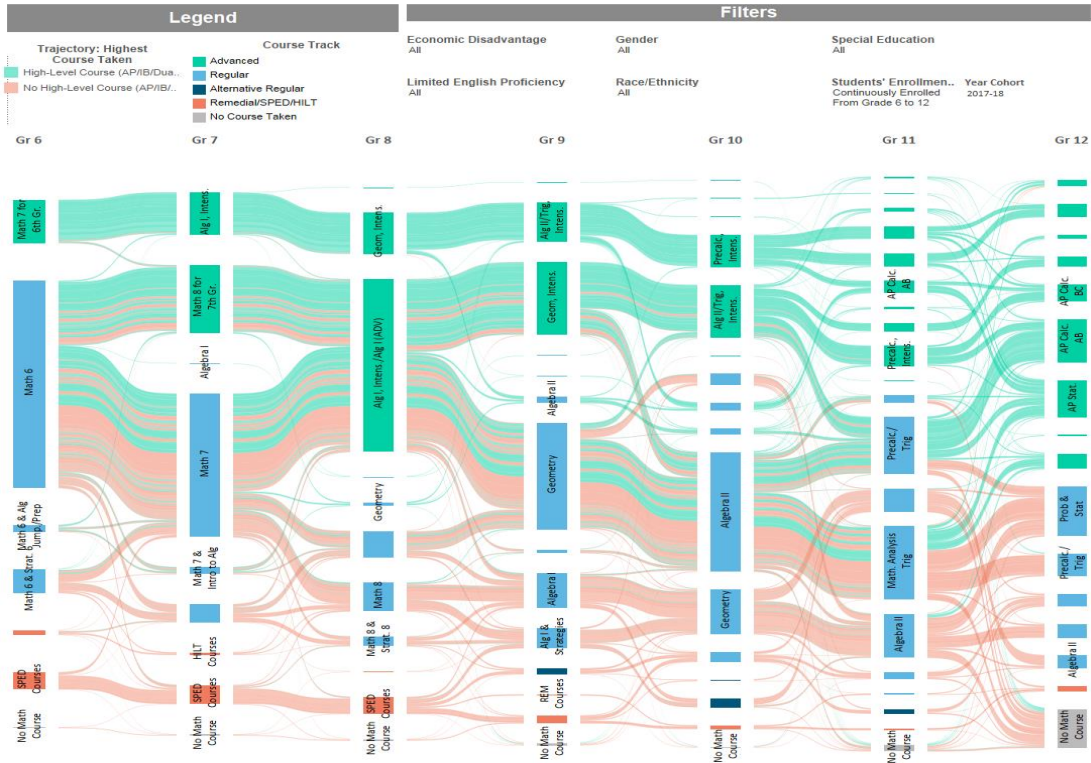 Legend
Filters
Trajectory: Highest
Course Taken
High-Level Course (AP/IB/Dua..
No High-Level Course (AP/IB/..
Course Track
Advanced
Regular
Alternative Regular
Remedial/SPED/HILT
No Course Taken
Economic Disadvantage
All
Gender
All
Special Education
All
Limited English Proficiency
All
Race/Ethnicity
All
Students' Enrollmen..
Continuously Enrolled
From Grade 6 to 12
Year Cohort
2017-18
Gr 6
Gr 7
Gr 8
Gr 9
Gr 10
Gr 11
Gr 12
Math 7 for
6th Gr.
Math 6
Math 6 & Alg
Jump/Prep
Math 6 & Strat. 6
SPED
Courses
No Math
Course
Alg I, Intens.
Math 8 for
7th Gr.
Algebra I
Math 7
Math 7 &
Intro to Alg
HILT
Courses
SPED
Courses
No Math
Course
Geom, Intens.
Alg I, Intens /Alg I (ADV)
Geometry
Math 8
Math 8 &
Strat. 8
SPED
Courses
No Math
Course
Alg II/Trig,
Intens.
Geom, Intens.
Algebra II
Geometry
Algebra I
Alg I &
Strategies
REM
Courses
No Math
Course
Precalc,
Intens.
Alg II/Trig,
Intens.
Algebra II
Geometry
No Math
Course
AP Calc.
AB
Precalc,
Intens.
Precalc./
Trig
Math. Analysis
Trig
Algebra II
No Math
Course
AP Calc.
BC
AP Calc.
AB
AP Stat.
Prob &
Stat
Precalc./
Trig
Algebra II
No Math
Course